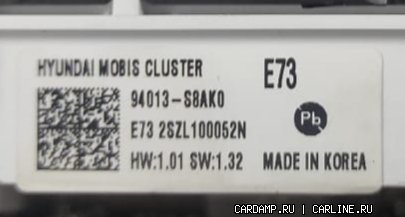 HYUNDAI MOBIS CLUSTER E73
94013-S8AK0
Pb
E73 2SZL100052N
HW:1.01 SW:1.32 MADE IN KOREA
CARDAMP.RU | CARLINE.RU